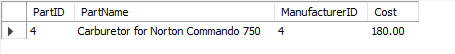 PartID PartName ManufacturerID Cost
4 Carburetor for Norton Commando 750 4 180.00